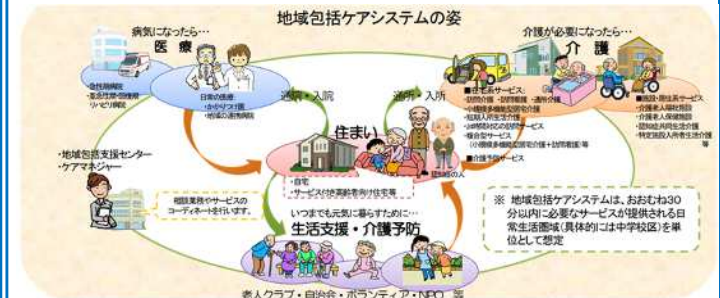 地域包括ケアシステムの姿
病気になったら…
医療
介護が必要になったら…
介護
・急性期病院
・亜急性期・回復期
リハビリ病院
日常の医療:
・かかりつけ医
・地域の連携病院
通院・入院
通所・入所
■在宅系サービス:
・訪問介護 ・訪問看護 ・通所介護
・小規模多機能型居宅介護
・短期入所生活介護
・24時間対応の訪問サービス
・複合型サービス
(小規模多機能型居宅介護+訪問看護)等
■介護予防サービス
■施設・居住系サービス
・介護老人福祉施設
・介護老人保健施設
・認知症共同生活介護
・特定施設入所者生活介護
等
住まい
認知症の人
・自宅
・サービス付き高齢者向け住宅等
・地域包括支援センター
・ケアマネジャー
相談業務やサービスの
コーディネートを行います。
いつまでも元気に暮らすために…
生活支援・介護予防
老人クラブ・自治会・ボランティア・NPO 等
※ 地域包括ケアシステムは、おおむね30
分以内に必要なサービスが提供される日
常生活圏域(具体的には中学校区)を単
位として想定